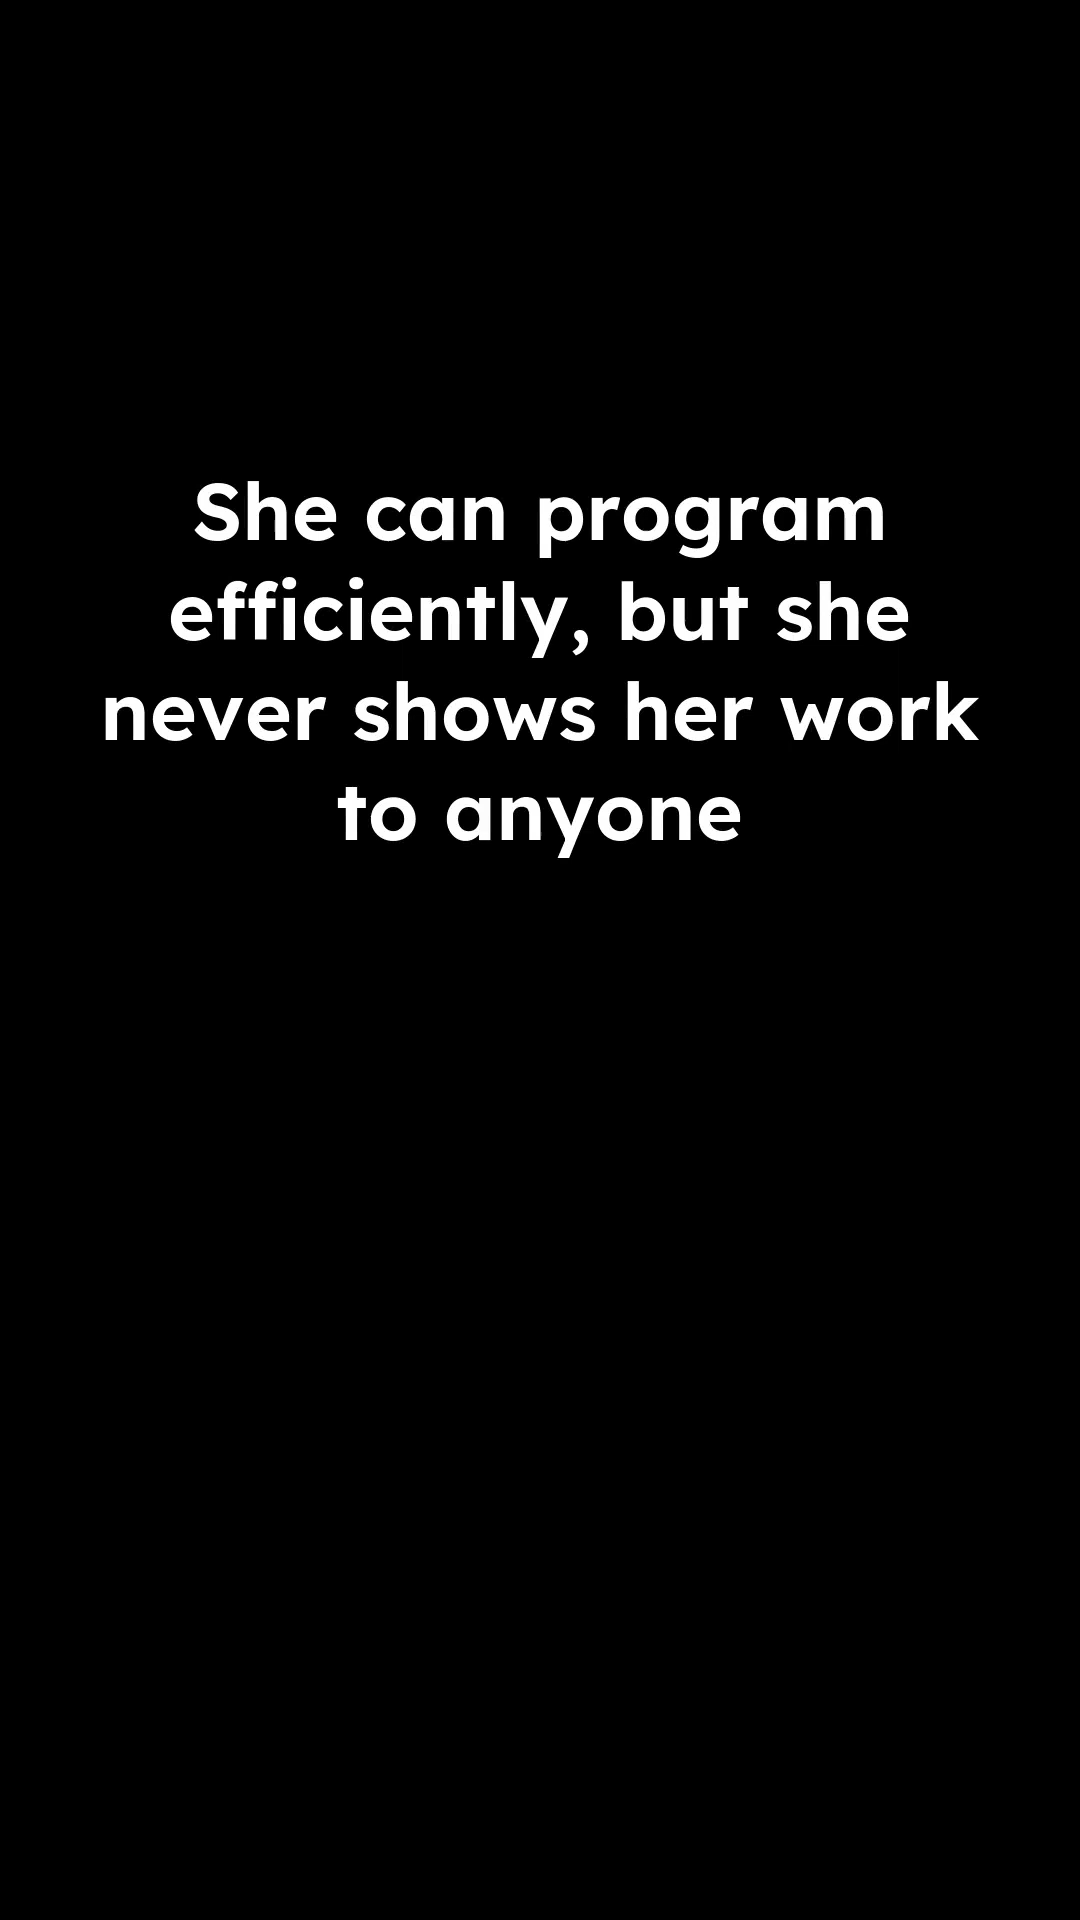 She can program
efficiently, but she
never shows her work
to anyone